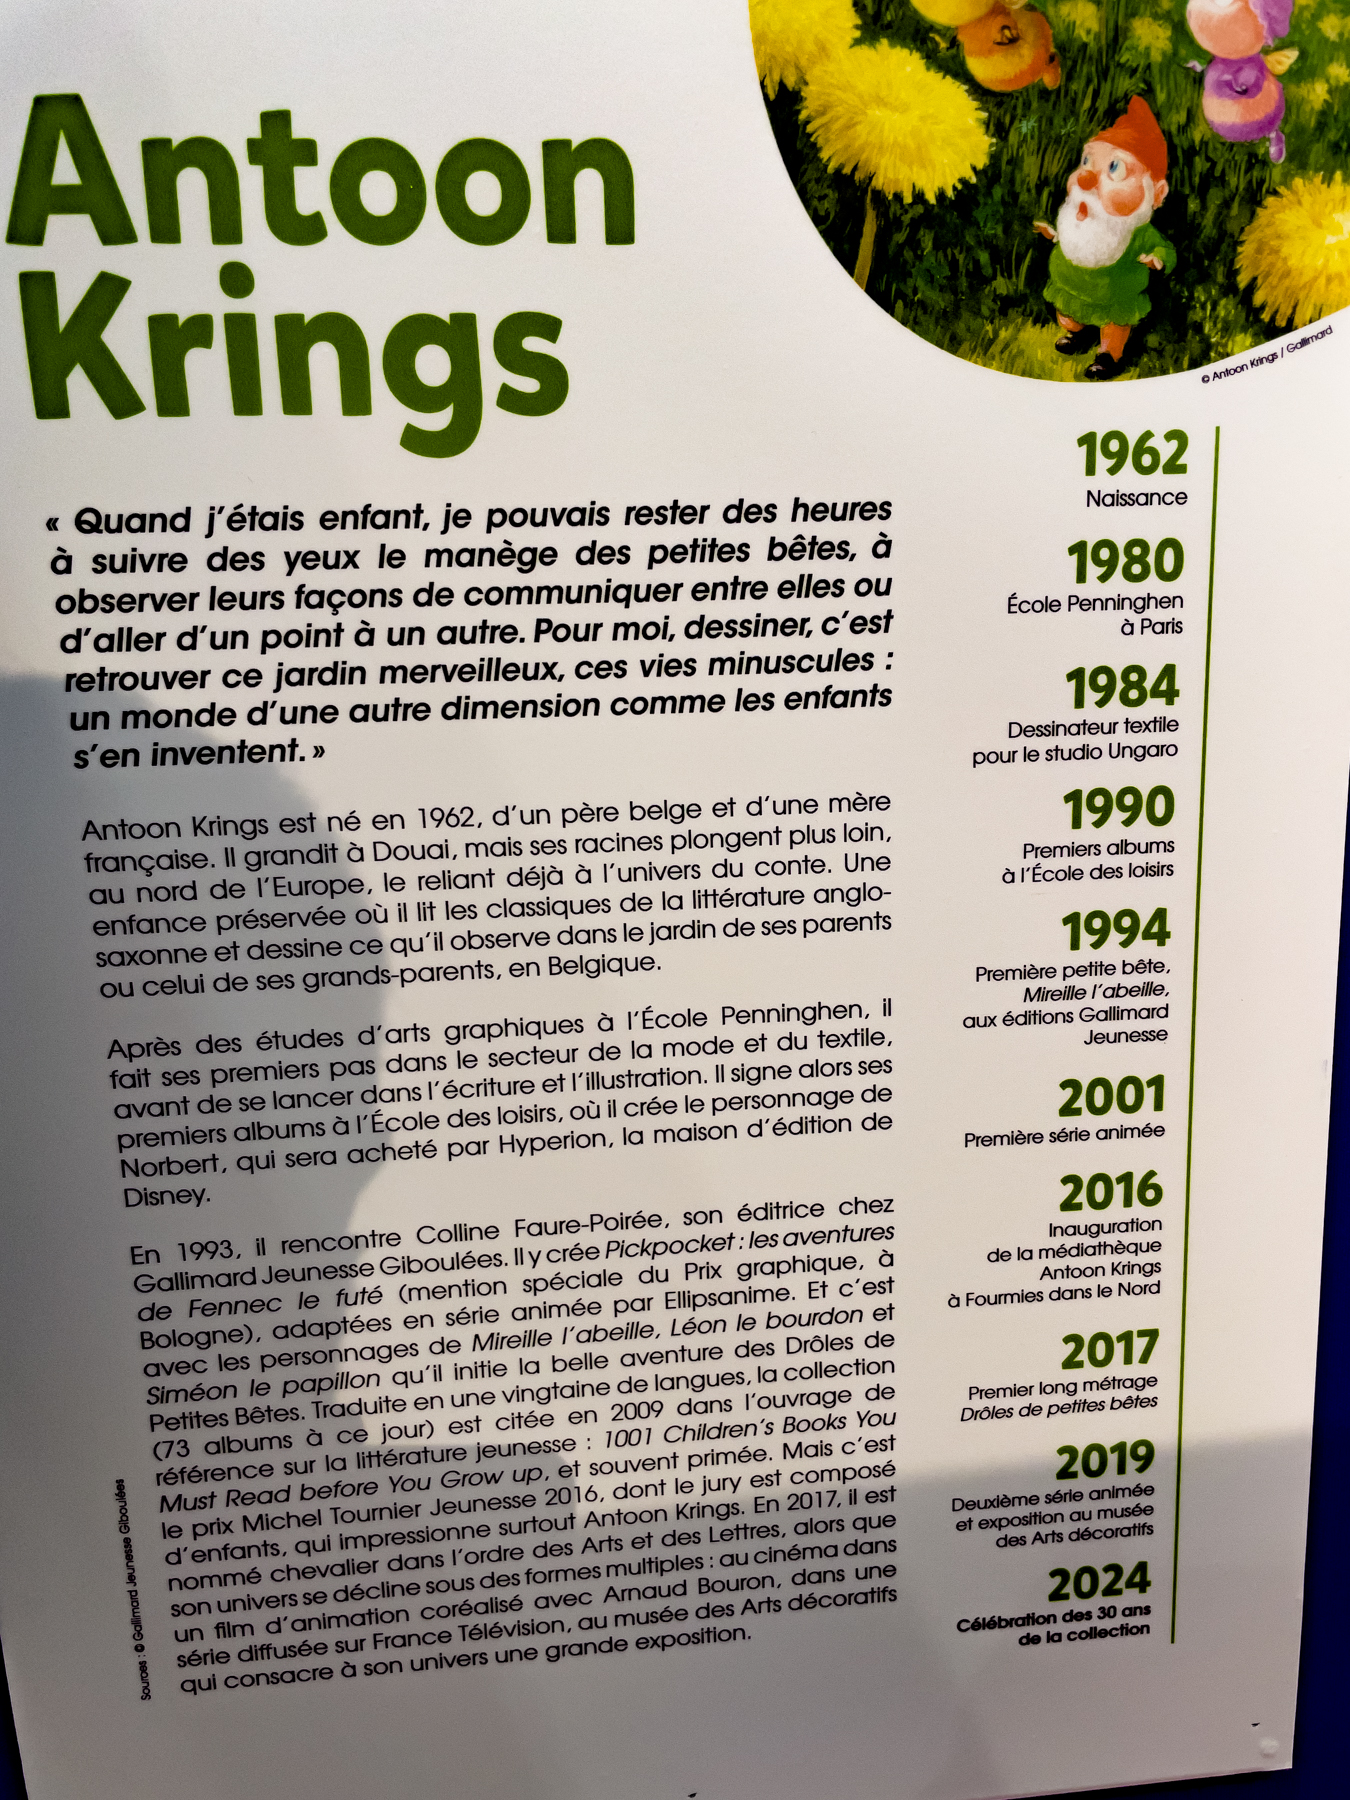 Antoon
Krings
© Antoon Krings / Gallimard
« Quand j'étais enfant, je pouvais rester des heures
à suivre des yeux le manège des petites bêtes, à
observer leurs façons de communiquer entre elles ou
d'aller d'un point à un autre. Pour moi, dessiner, c'est
retrouver ce jardin merveilleux, ces vies minuscules :
un monde d'une autre dimension comme les enfants
s'en inventent. »
Antoon Krings est né en 1962, d'un père belge et d'une mère
française. Il grandit à Douai, mais ses racines plongent plus loin,
au nord de l'Europe, le reliant déjà à l'univers du conte. Une
enfance préservée où il lit les classiques de la littérature anglo-
saxonne et dessine ce qu'il observe dans le jardin de ses parents
ou celui de ses grands-parents, en Belgique.
Après des études d'arts graphiques à l'École Penninghen, il
fait ses premiers pas dans le secteur de la mode et du textile,
avant de se lancer dans l'écriture et l'illustration. Il signe alors ses
premiers albums à l'École des loisirs, où il crée le personnage de
Norbert, qui sera acheté par Hyperion, la maison d'édition de
Disney.
En 1993, il rencontre Colline Faure-Poirée, son éditrice chez
Gallimard Jeunesse Giboulées. Il y crée Pickpocket : les aventures
de Fennec le futé (mention spéciale du Prix graphique, à
Bologne), adaptées en série animée par Ellipsanime. Et c'est
avec les personnages de Mireille l'abeille, Léon le bourdon et
Siméon le papillon qu'il initie la belle aventure des Drôles de
Petites Bêtes. Traduite en une vingtaine de langues, la collection
(73 albums à ce jour) est citée en 2009 dans l'ouvrage de
référence sur la littérature jeunesse : 1001 Children's Books You
Must Read before You Grow up, et souvent primée. Mais c'est
le prix Michel Tournier Jeunesse 2016, dont le jury est composé
d'enfants, qui impressionne surtout Antoon Krings. En 2017, il est
nommé chevalier dans l'ordre des Arts et des Lettres, alors que
son univers se décline sous des formes multiples : au cinéma dans
un film d'animation coréalisé avec Arnaud Bouron, dans une
série diffusée sur France Télévision, au musée des Arts décoratifs
qui consacre à son univers une grande exposition.
Sources : © Gallimard Jeunesse Giboulées
1962
Naissance
1980
École Penninghen
à Paris
1984
Dessinateur textile
pour le studio Ungaro
1990
Premiers albums
à l'École des loisirs
1994
Première petite bête,
Mireille l'abeille,
aux éditions Gallimard
Jeunesse
2001
Première série animée
2016
Inauguration
de la médiathèque
Antoon Krings
à Fourmies dans le Nord
2017
Premier long métrage
Drôles de petites bêtes
2019
Deuxième série animée
et exposition au musée
des Arts décoratifs
2024
Célébration des 30 ans
de la collection